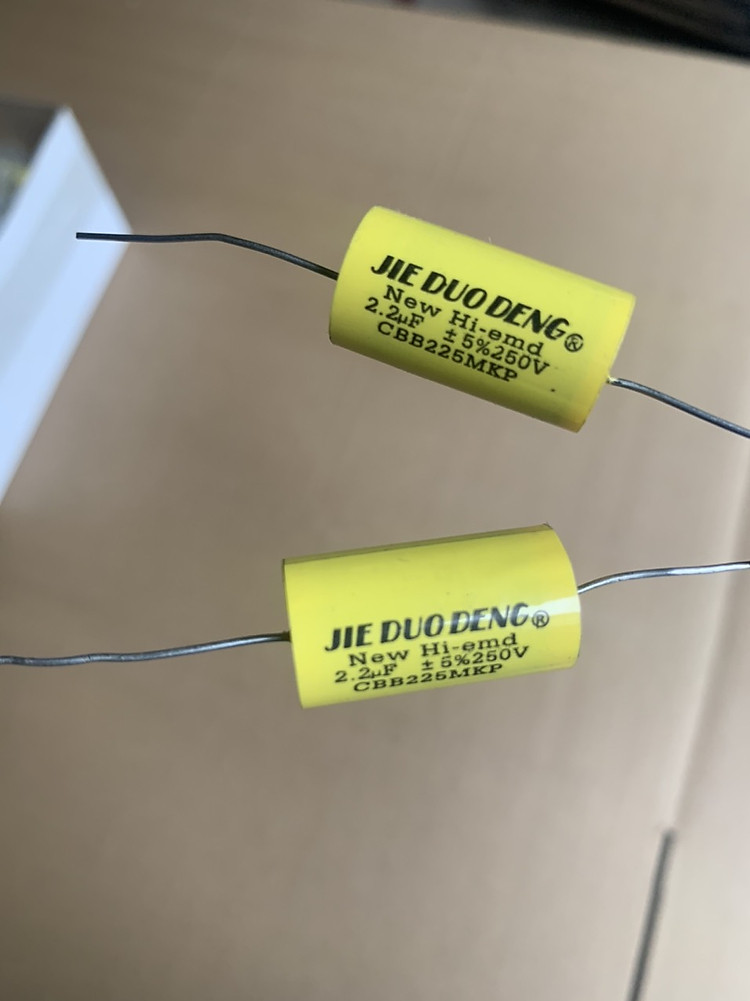 JIE DUO DENG®
New Hi-emd
2.2µF ±5%250V
CBB225MKP
JIE DUO DENG®
New Hi-emd
2.2µF ±5%250V
CBB225MKP